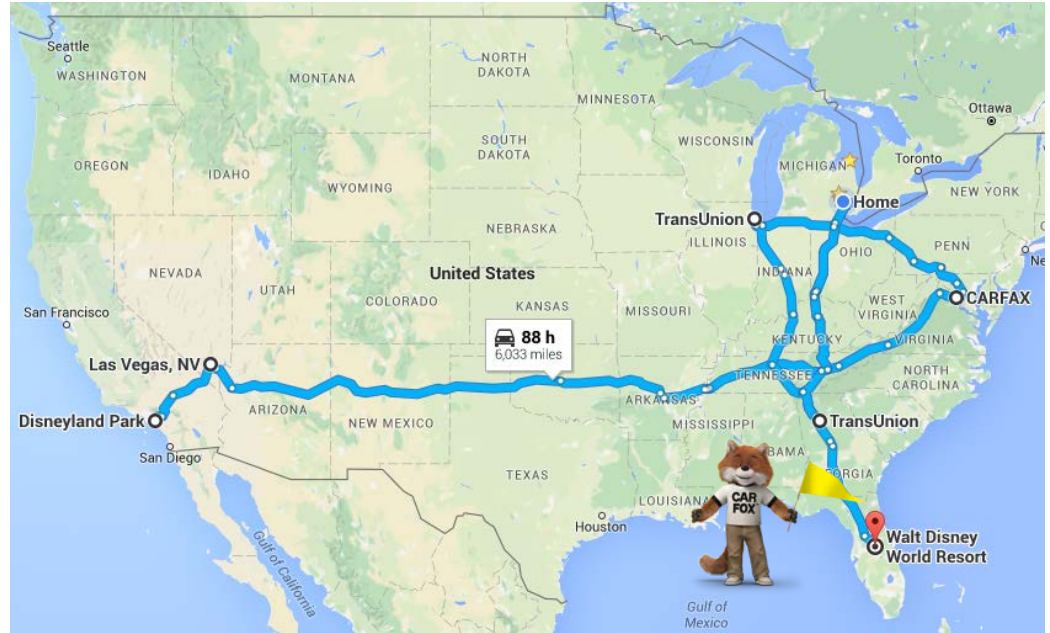 Seattle
WASHINGTON
NORTH
DAKOTA
MONTANA
MINNESOTA
Ottawa
SOUTH
DAKOTA
WISCONSIN
OREGON
IDAHO
MICHIGAN
Toronto
WYOMING
NEW YORK
Home
TransUnion
NEBRASKA
ILLINOIS
OHIO
PENN
United States
INDIANA
NEVADA
UTAH
COLORADO
KANSAS
MISSOURI
WEST
VIRGINIA
CARFAX
San Francisco
88 h
6,033 miles
KENTUCKY
VIRGINIA
Las Vegas, NV
TENNESSEE
NORTH
CAROLINA
ARIZONA
NEW MEXICO
ARKANSAS
Disneyland Park
MISSISSIPPI
TransUnion
San Diego
BAMA
TEXAS
EORGIA
LOUISIANA
CAR
FOX
Houston
Walt Disney
World Resort
Gulf of California
Gulf of
Mexico